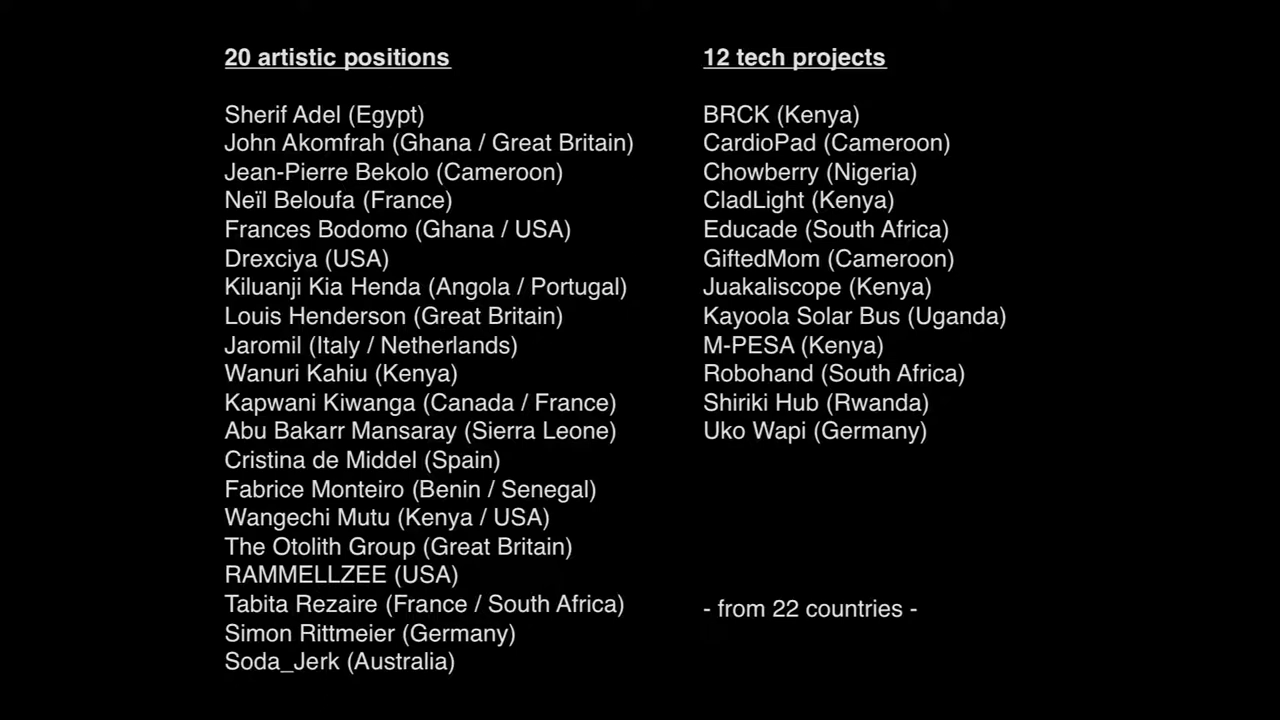 20 artistic positions
Sherif Adel (Egypt)
John Akomfrah (Ghana / Great Britain)
Jean-Pierre Bekolo (Cameroon)
Neïl Beloufa (France)
Frances Bodomo (Ghana / USA)
Drexciya (USA)
Kiluanji Kia Henda (Angola / Portugal)
Louis Henderson (Great Britain)
Jaromil (Italy / Netherlands)
Wanuri Kahiu (Kenya)
Kapwani Kiwanga (Canada / France)
Abu Bakarr Mansaray (Sierra Leone)
Cristina de Middel (Spain)
Fabrice Monteiro (Benin / Senegal)
Wangechi Mutu (Kenya / USA)
The Otolith Group (Great Britain)
RAMMELLZEE (USA)
Tabita Rezaire (France / South Africa)
Simon Rittmeier (Germany)
Soda_Jerk (Australia)
12 tech projects
BRCK (Kenya)
CardioPad (Cameroon)
Chowberry (Nigeria)
CladLight (Kenya)
Educade (South Africa)
GiftedMom (Cameroon)
Juakaliscope (Kenya)
Kayoola Solar Bus (Uganda)
M-PESA (Kenya)
Robohand (South Africa)
Shiriki Hub (Rwanda)
Uko Wapi (Germany)
- from 22 countries -